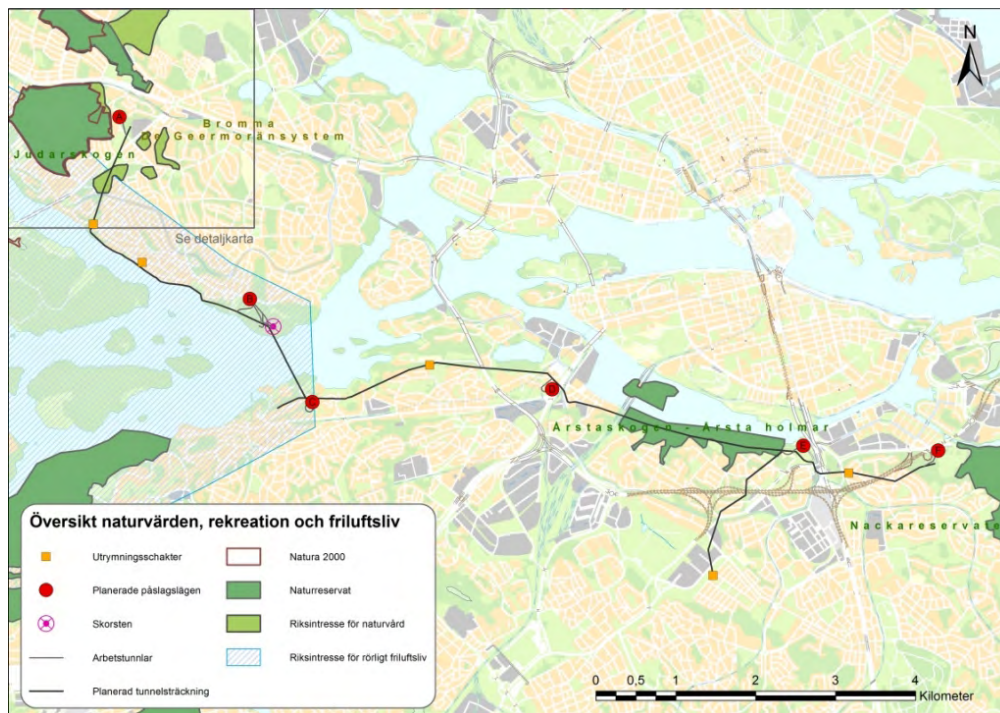 N
A
Bromma
De Geermoränsystem
Judarskogen
Se detaljkarta
B
C
D
Årstaskogen - Årsta holmar
E
F
Nackareservate
Översikt naturvärden, rekreation och friluftsliv
Utrymningsschakter
Natura 2000
Planerade påslagslägen
Naturreservat
Skorsten
Riksintresse för naturvård
Arbetstunnlar
Riksintresse för rörligt friluftsliv
Planerad tunnelsträckning
0 0,5 1 2 3 4
Kilometer